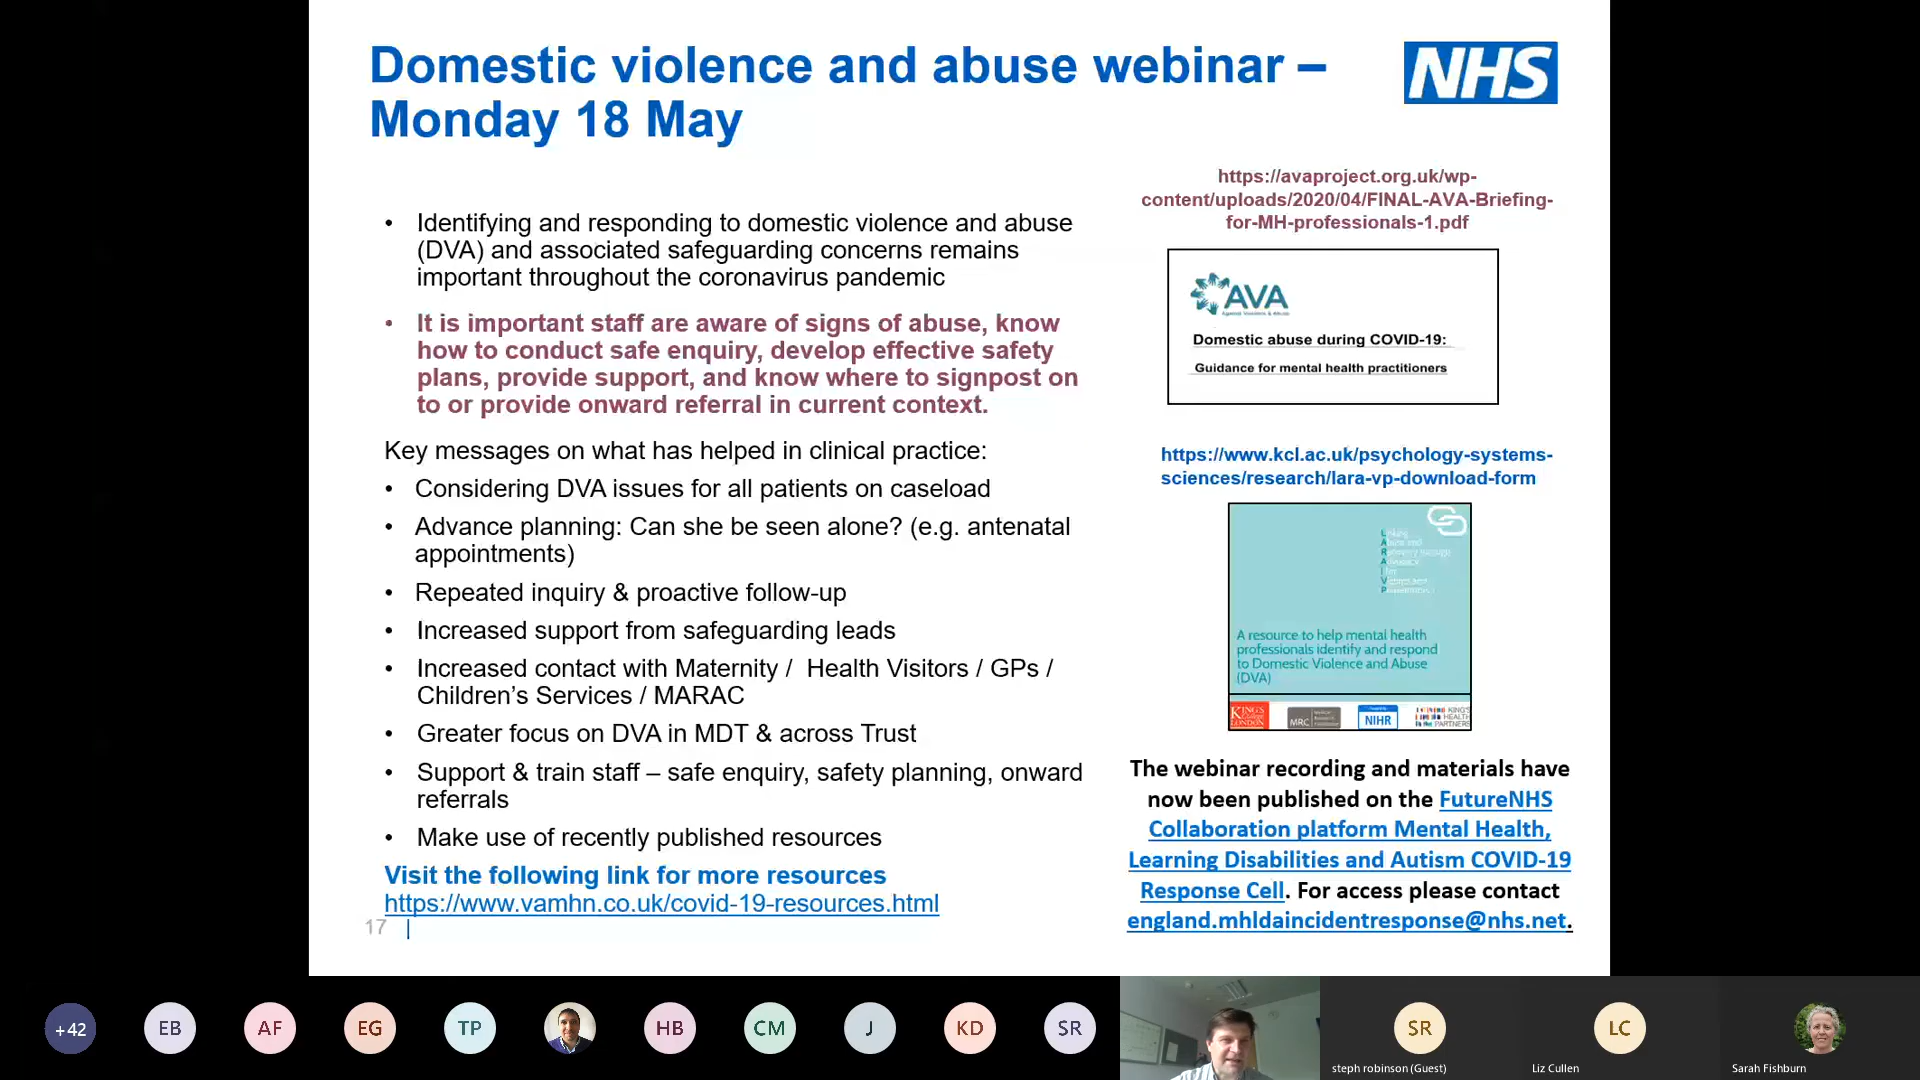 Domestic violence and abuse webinar –
Monday 18 May
NHS
• Identifying and responding to domestic violence and abuse
(DVA) and associated safeguarding concerns remains
important throughout the coronavirus pandemic
• It is important staff are aware of signs of abuse, know
how to conduct safe enquiry, develop effective safety
plans, provide support, and know where to signpost on
to or provide onward referral in current context.
Key messages on what has helped in clinical practice:
• Considering DVA issues for all patients on caseload
• Advance planning: Can she be seen alone? (e.g. antenatal
appointments)
• Repeated inquiry & proactive follow-up
• Increased support from safeguarding leads
• Increased contact with Maternity / Health Visitors / GPs /
Children's Services / MARAC
• Greater focus on DVA in MDT & across Trust
• Support & train staff – safe enquiry, safety planning, onward
referrals
• Make use of recently published resources
Visit the following link for more resources
https://www.vamhn.co.uk/covid-19-resources.html
17 |
https://avaproject.org.uk/wp-
content/uploads/2020/04/FINAL-AVA-Briefing-
for-MH-professionals-1.pdf
AVA
Domestic abuse during COVID-19:
Guidance for mental health practitioners
https://www.kcl.ac.uk/psychology-systems-
sciences/research/lara-vp-download-form
A resource to help mental health
professionals identify and respond
to Domestic Violence and Abuse
(DVA)
KING'S
LONDON
MRC
NIHR
KING'S
HEALTH
PARTNERS
The webinar recording and materials have
now been published on the FutureNHS
Collaboration platform Mental Health,
Learning Disabilities and Autism COVID-19
Response Cell. For access please contact
england.mhldaincidentresponse@nhs.net.
+42
EB
AF
EG
TP
HB
CM
J
KD
SR
SR
steph robinson (Guest)
LC
Liz Cullen
Sarah Fishburn